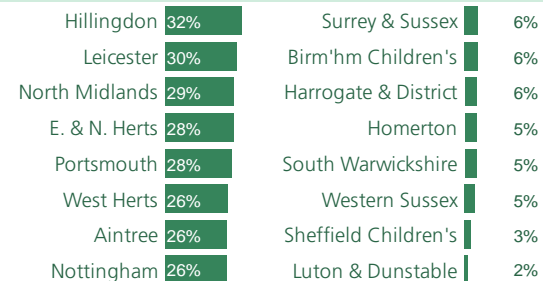 Hillingdon 32% Surrey & Sussex 6%
Leicester 30% Birm'hm Children's 6%
North Midlands 29% Harrogate & District 6%
E. & N. Herts 28% Homerton 5%
Portsmouth 28% South Warwickshire 5%
West Herts 26% Western Sussex 5%
Aintree 26% Sheffield Children's 3%
Nottingham 26% Luton & Dunstable 2%